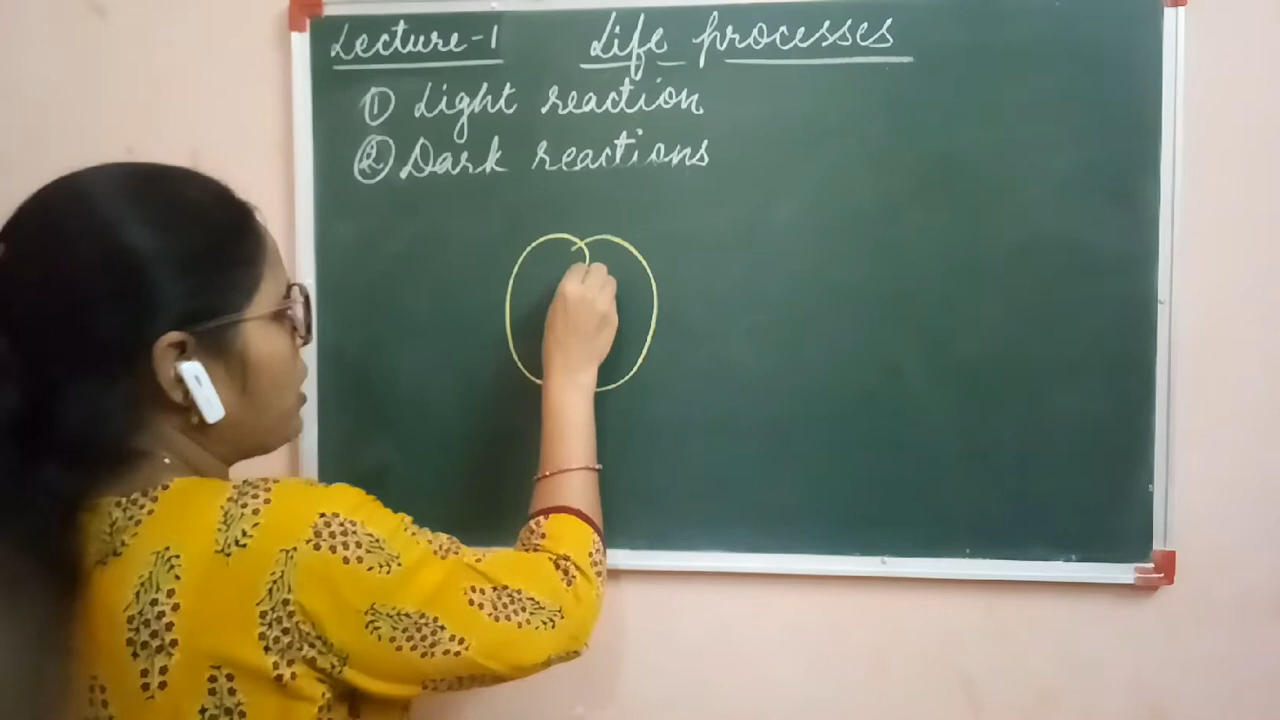 Lecture-1 Life processes
① Light reaction
② Dark reactions